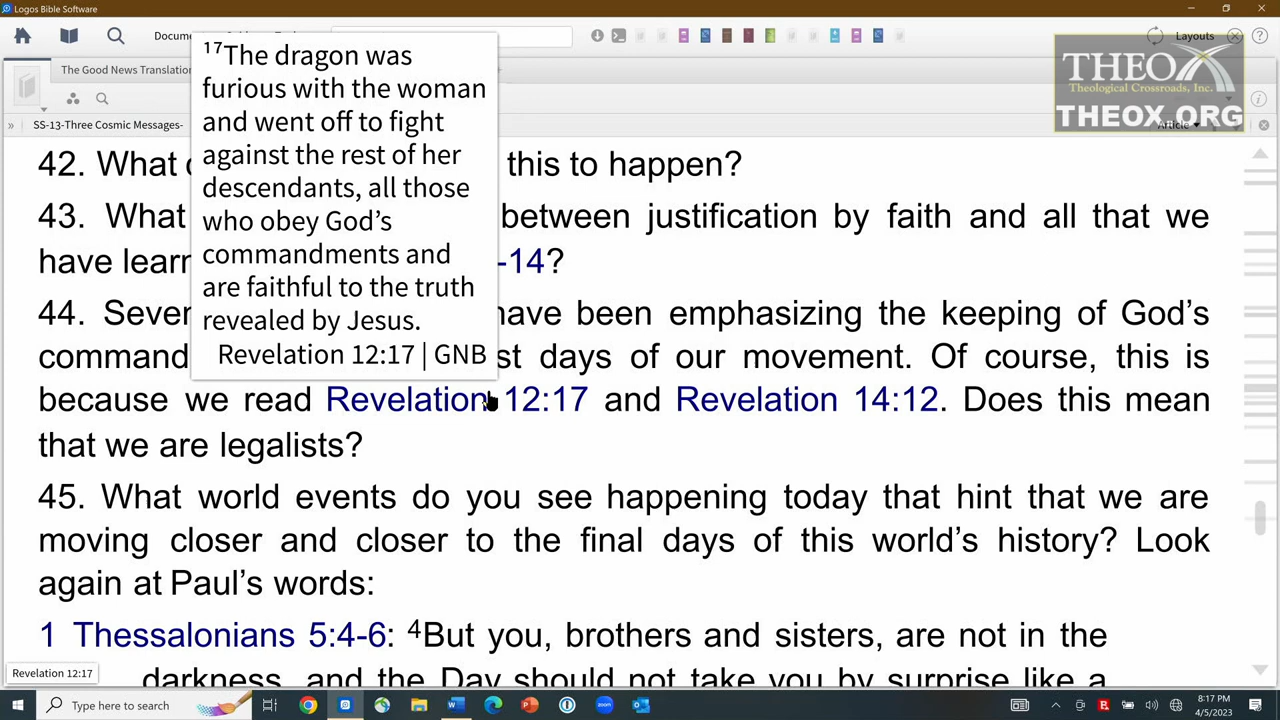 Logos Bible Software
Docum
Layouts
The Good News Translation
THEOX
Theological Crossroads, Inc.
THEOX.ORG
SS-13-Three Cosmic Messages-
Article
17The dragon was
furious with the woman
and went off to fight
against the rest of her
descendants, all those
who obey God's
commandments and
are faithful to the truth
revealed by Jesus.
Revelation 12:17 | GNB
42. What this to happen?
43. What between justification by faith and all that we
have learn -14?
44. Seven have been emphasizing the keeping of God's
command st days of our movement. Of course, this is
because we read Revelation 12:17 and Revelation 14:12. Does this mean
that we are legalists?
45. What world events do you see happening today that hint that we are
moving closer and closer to the final days of this world's history? Look
again at Paul's words:
1 Thessalonians 5:4-6: 4But you, brothers and sisters, are not in the
darkness, and the Day should not take you by surprise like a
Revelation 12:17
Type here to search
8:17 PM
4/5/2023